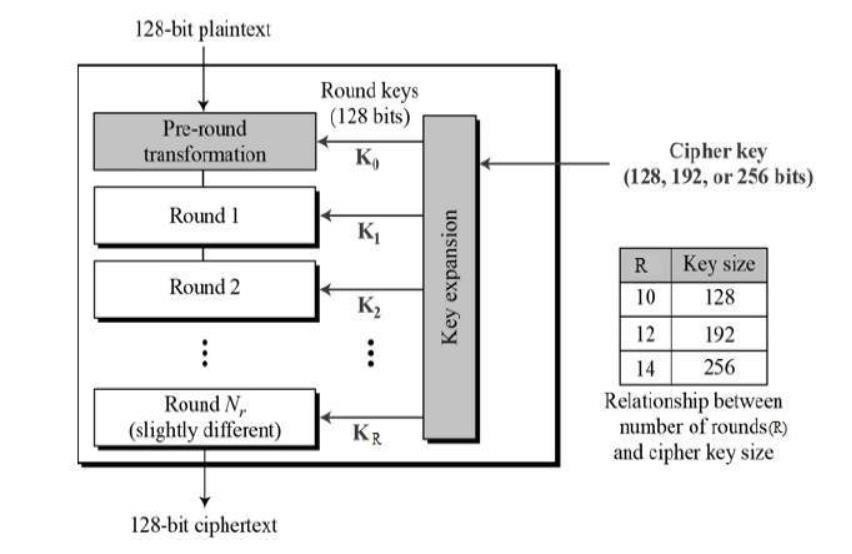 128-bit plaintext
Round keys
(128 bits)
Pre-round
transformation
K0
Cipher key
(128, 192, or 256 bits)
Round 1
K1
Key expansion
Round 2
K2
R Key size
10 128
12 192
14 256
Round Nr
(slightly different)
KR
Relationship between
number of rounds(R)
and cipher key size
128-bit ciphertext